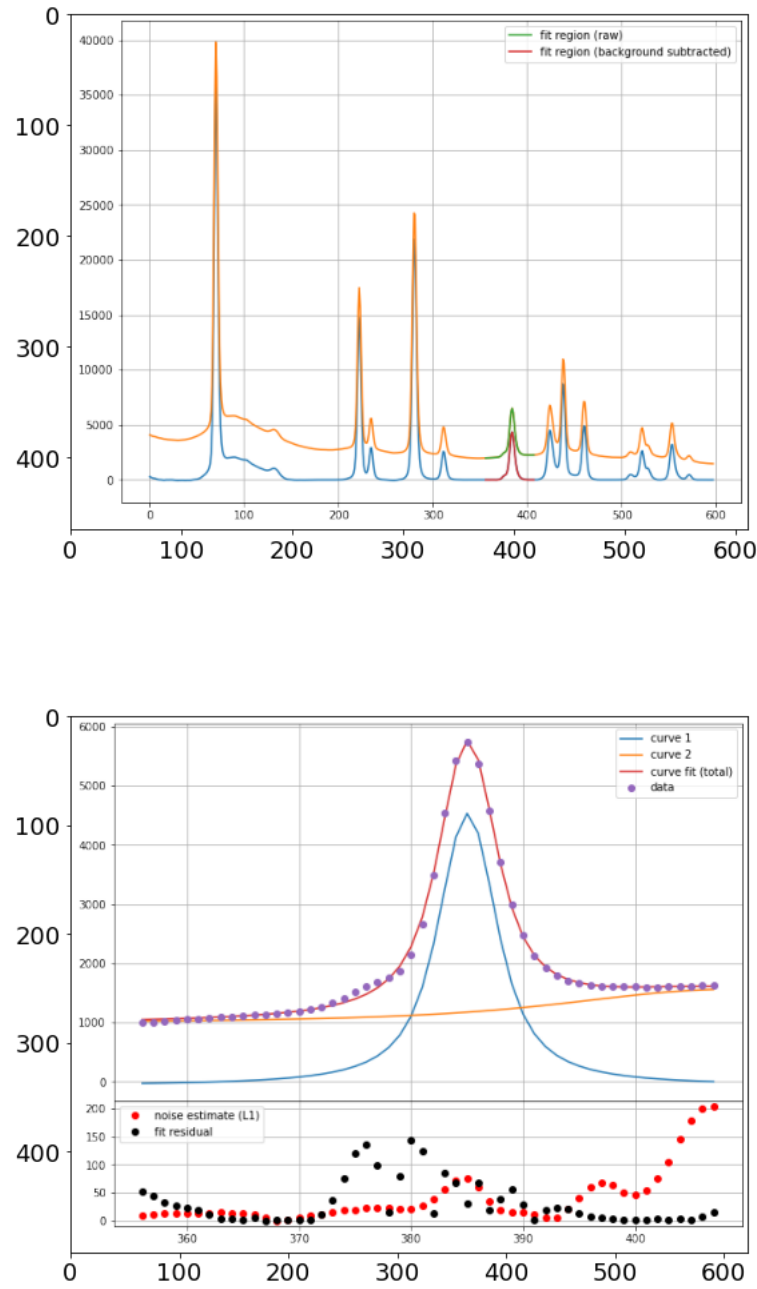 0
100
200
300
400
40000
35000
30000
25000
20000
15000
10000
5000
0
fit region (raw)
fit region (background subtracted)
0 100 200 300 400 500 600
0 100 200 300 400 500 600
0
100
200
300
400
6000
5000
4000
3000
2000
1000
0
curve 1
curve 2
curve fit (total)
data
200
150
100
50
0
noise estimate (L1)
fit residual
360 370 380 390 400
0 100 200 300 400 500 600